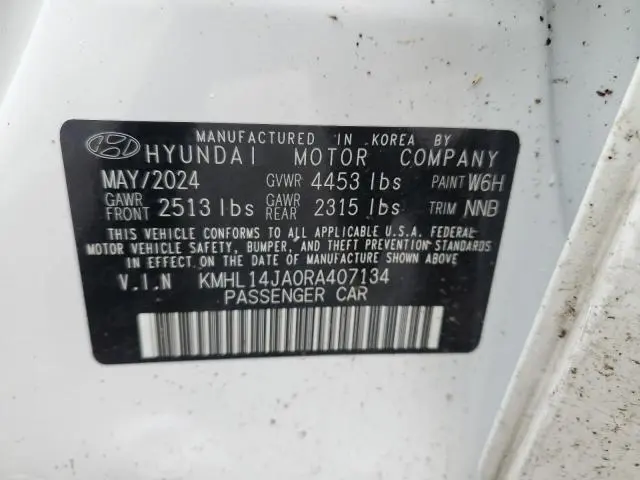 MANUFACTURED IN KOREA BY
HYUNDAI MOTOR COMPANY
MAY/2024 GVWR 4453 lbs PAINT W6H
GAWR FRONT 2513 lbs GAWR REAR 2315 lbs TRIM NNB
THIS VEHICLE CONFORMS TO ALL APPLICABLE U.S.A. FEDERAL
MOTOR VEHICLE SAFETY, BUMPER, AND THEFT PREVENTION STANDARDS
IN EFFECT ON THE DATE OF MANUFACTURE SHOWN ABOVE.
V.I.N KMHL14JA0RA407134
PASSENGER CAR